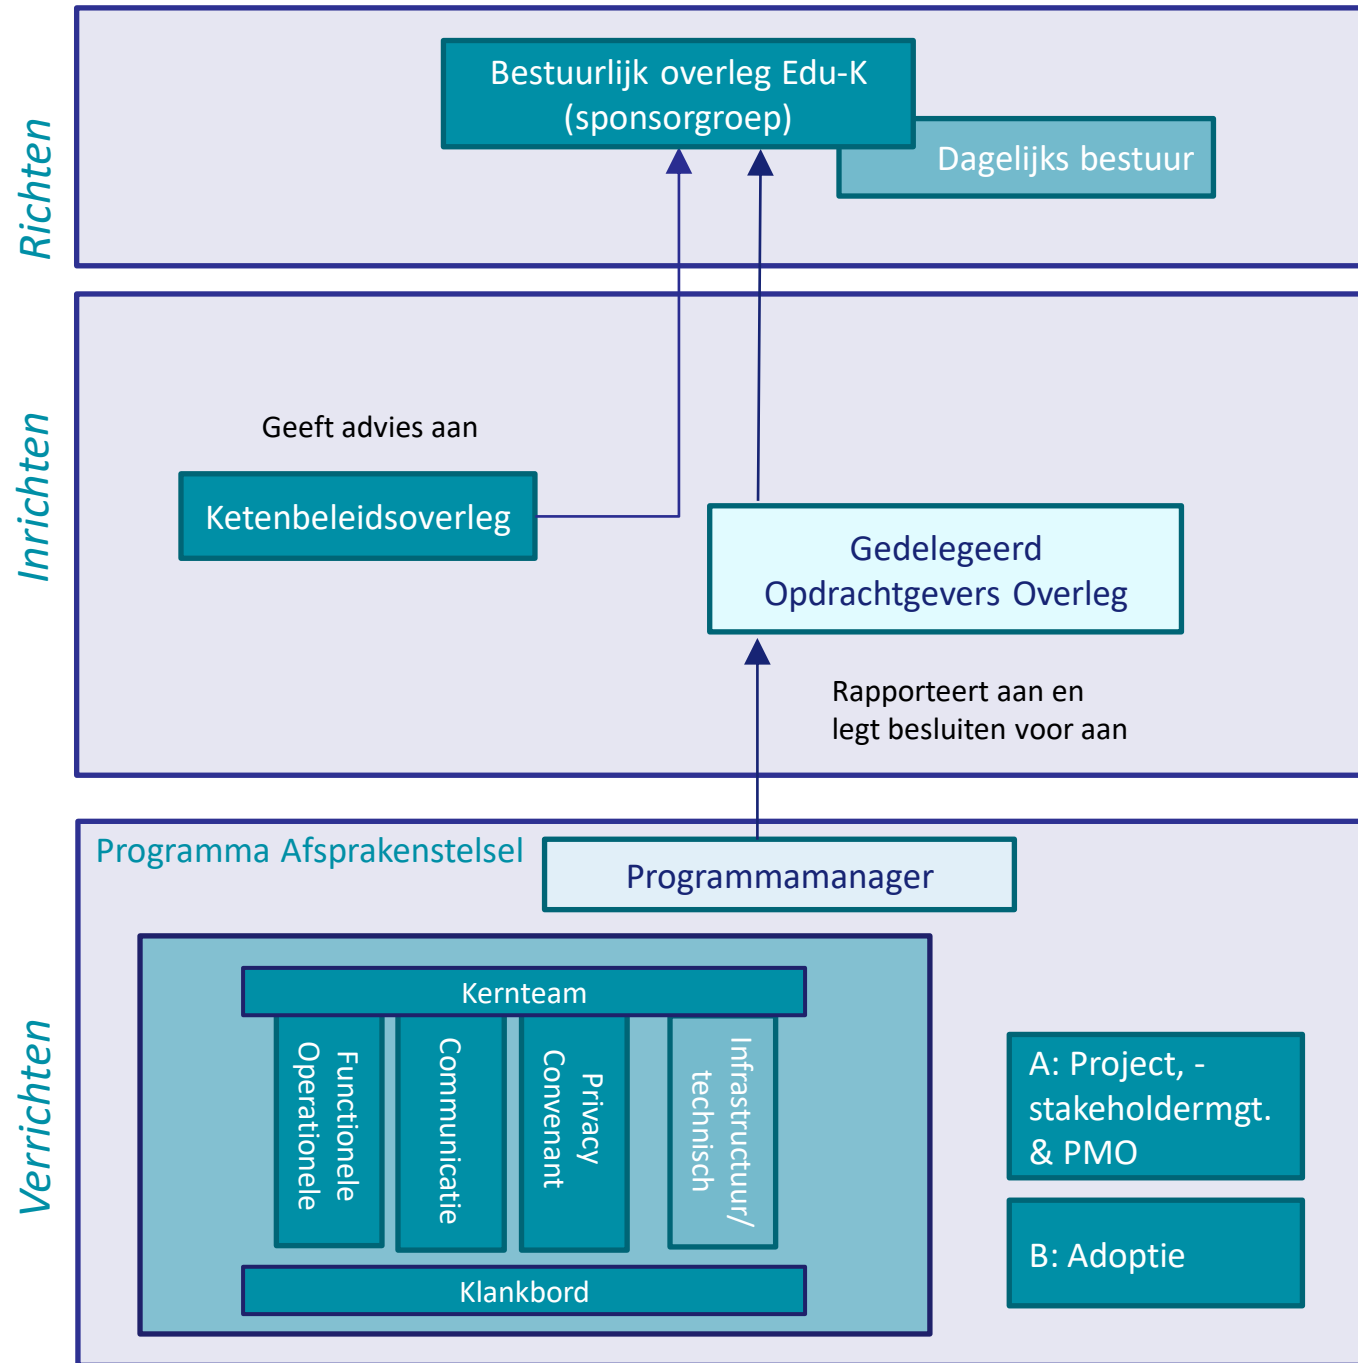 Richten
Bestuurlijk overleg Edu-K
(sponsorgroep)
Dagelijks bestuur
Inrichten
Geeft advies aan
Ketenbeleidsoverleg
Gedelegeerd
Opdrachtgevers Overleg
Rapporteert aan en
legt besluiten voor aan
Verrichten
Programma Afsprakenstelsel
Programmamanager
Kernteam
Functionele
Operationele
Communicatie
Privacy
Convenant
Infrastructuur/
technisch
Klankbord
A: Project, -
stakeholdermgt.
& PMO
B: Adoptie